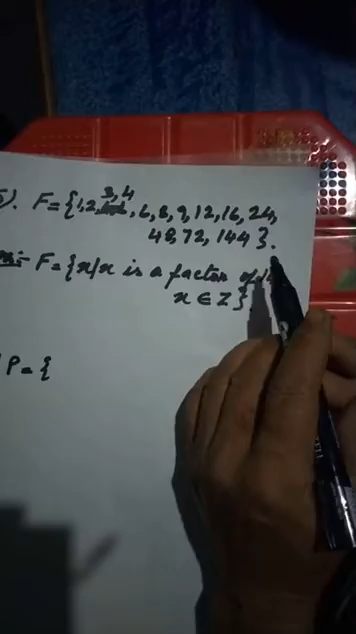 5). F = {1, 2, 3, 4, 6, 8, 9, 12, 16, 24,
48, 72, 144}.
F = {x/x is a factor of
x ∈ Z}
P = {